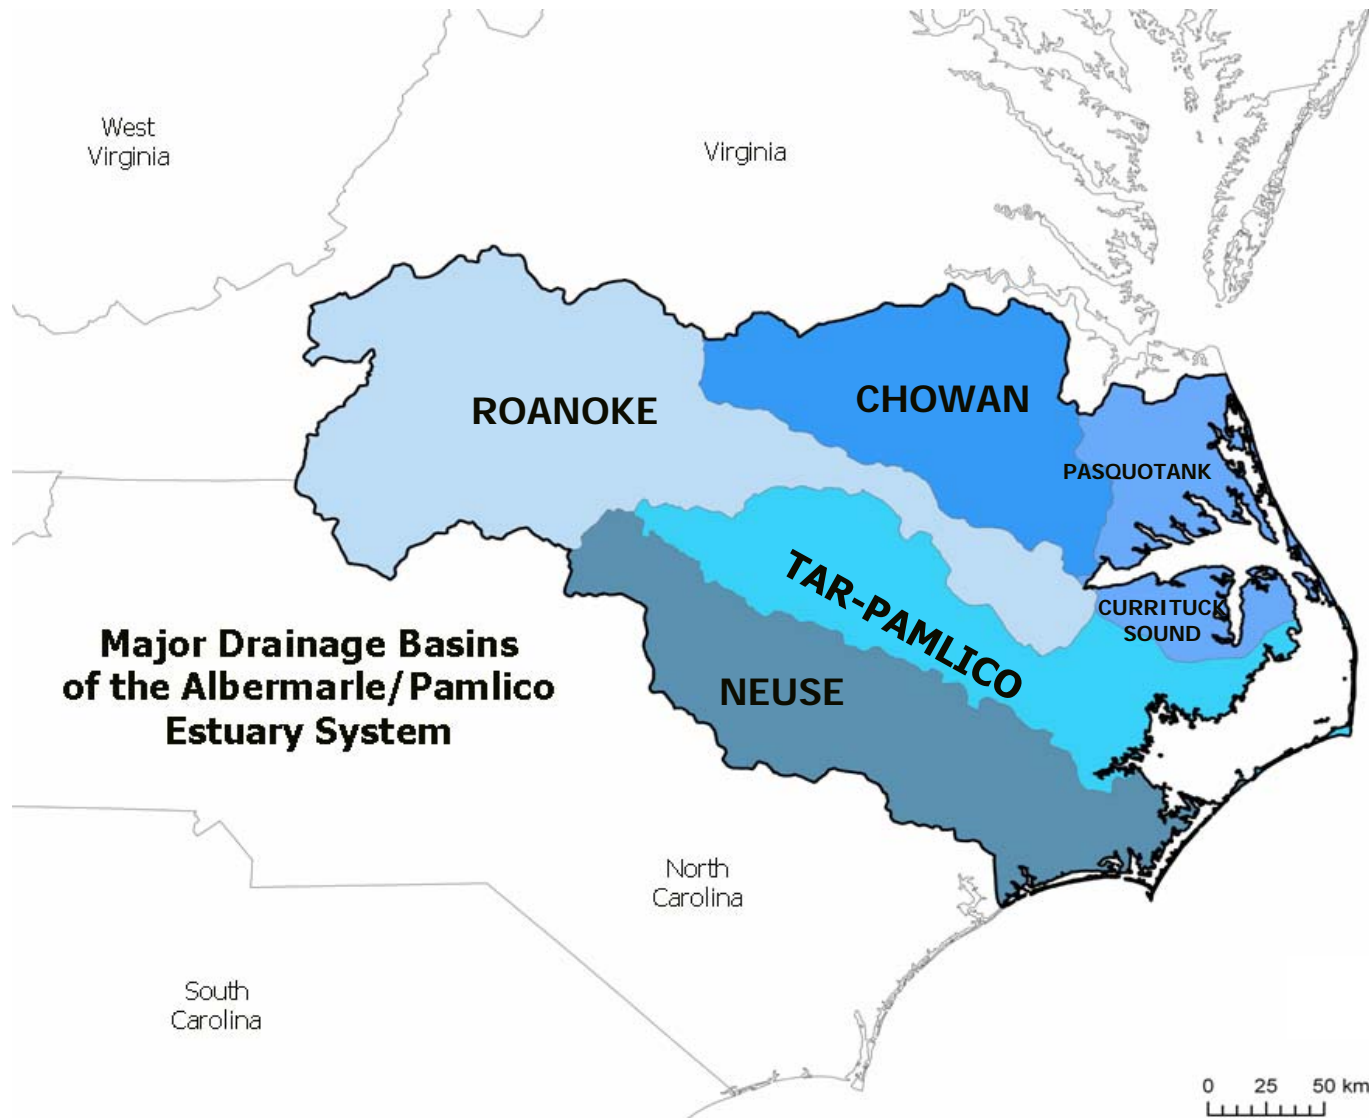 West
Virginia
Virginia
ROANOKE
CHOWAN
PASQUOTANK
TAR-PAMLICO
CURRITUCK
SOUND
Major Drainage Basins
of the Albermarle/Pamlico
Estuary System
NEUSE
North
Carolina
South
Carolina
0 25 50 km